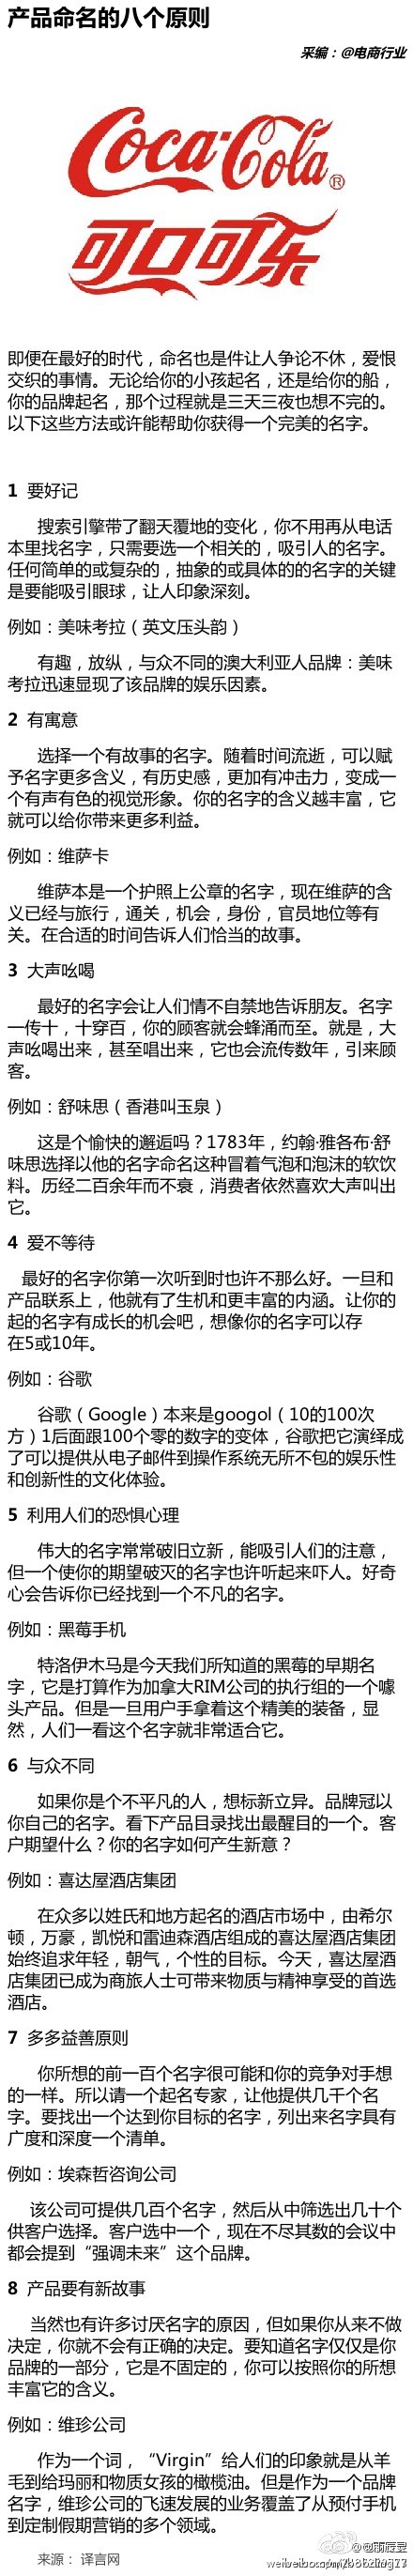 产品命名的八个原则
采编：@电商行业
Coca-Cola®
可口可乐
即便在最好的时代，命名也是件让人争论不休，爱恨
交织的事情。无论给你的小孩起名，还是给你的船，
你的品牌起名，那个过程就是三天三夜也想不完的。
以下这些方法或许能帮助你获得一个完美的名字。
1 要好记
搜索引擎带了翻天覆地的变化，你不用再从电话
本里找名字，只需要选一个相关的，吸引人的名字。
任何简单的或复杂的，抽象的或具体的的名字的关键
是要能吸引眼球，让人印象深刻。
例如：美味考拉（英文压头韵）
有趣，放纵，与众不同的澳大利亚人品牌：美味
考拉迅速显现了该品牌的娱乐因素。
2 有寓意
选择一个有故事的名字。随着时间流逝，可以赋
予名字更多含义，有历史感，更加有冲击力，变成一
个有声有色的视觉形象。你的名字的含义越丰富，它
就可以给你带来更多利益。
例如：维萨卡
维萨本是一个护照上公章的名字，现在维萨的含
义已经与旅行，通关，机会，身份，官员地位等有
关。在合适的时间告诉人们恰当的故事。
3 大声吆喝
最好的名字会让人们情不自禁地告诉朋友。名字
一传十，十穿百，你的顾客就会蜂涌而至。就是，大
声吆喝出来，甚至唱出来，它也会流传数年，引来顾
客。
例如：舒味思（香港叫玉泉）
这是个愉快的邂逅吗？1783年，约翰·雅各布·舒
味思选择以他的名字命名这种冒着气泡和泡沫的软饮
料。历经二百余年而不衰，消费者依然喜欢大声叫出
它。
4 爱不等待
最好的名字你第一次听到时也许不那么好。一旦和
产品联系上，他就有了生机和更丰富的内涵。让你的
起的名字有成长的机会吧，想像你的名字可以存
在5或10年。
例如：谷歌
谷歌（Google）本来是googol（10的100次
方）1后面跟100个零的数字的变体，谷歌把它演绎成
了可以提供从电子邮件到操作系统无所不包的娱乐性
和创新性的文化体验。
5 利用人们的恐惧心理
伟大的名字常常破旧立新，能吸引人们的注意，
但一个使你的期望破灭的名字也许听起来吓人。好奇
心会告诉你已经找到一个不凡的名字。
例如：黑莓手机
特洛伊木马是今天我们所知道的黑莓的早期名
字，它是打算作为加拿大RIM公司的执行组的一个噱
头产品。但是一旦用户手拿着这个精美的装备，显
然，人们一看这个名字就非常适合它。
6 与众不同
如果你是个不平凡的人，想标新立异。品牌冠以
你自己的名字。看下产品目录找出最醒目的一个。客
户期望什么？你的名字如何产生新意？
例如：喜达屋酒店集团
在众多以姓氏和地方起名的酒店市场中，由希尔
顿，万豪，凯悦和雷迪森酒店组成的喜达屋酒店集团
始终追求年轻，朝气，个性的目标。今天，喜达屋酒
店集团已成为商旅人士可带来物质与精神享受的首选
酒店。
7 多多益善原则
你所想的前一百个名字很可能和你的竞争对手想
的一样。所以请一个起名专家，让他提供几千个名
字。要找出一个达到你目标的名字，列出来名字具有
广度和深度一个清单。
例如：埃森哲咨询公司
该公司可提供几百个名字，然后从中筛选出几十个
供客户选择。客户选中一个，现在不尽其数的会议中
都会提到“强调未来”这个品牌。
8 产品要有新故事
当然也有许多讨厌名字的原因，但如果你从来不做
决定，你就不会有正确的决定。要知道名字仅仅是你
品牌的一部分，它是不固定的，你可以按照你的所想
丰富它的含义。
例如：维珍公司
作为一个词，“Virgin”给人们的印象就是从羊
毛到给玛丽和物质女孩的橄榄油。但是作为一个品牌
名字，维珍公司的飞速发展的业务覆盖了从预付手机
到定制假期营销的多个领域。
来源：译言网